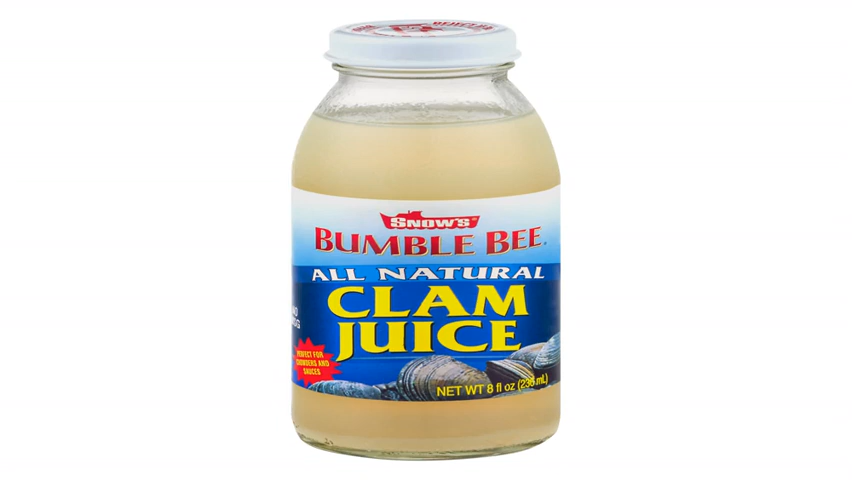 SNOW'S™
BUMBLE BEE®
ALL NATURAL
CLAM
JUICE
PERFECT FOR
CHOWDERS AND
SAUCES
NET WT 8 fl oz (236 mL)